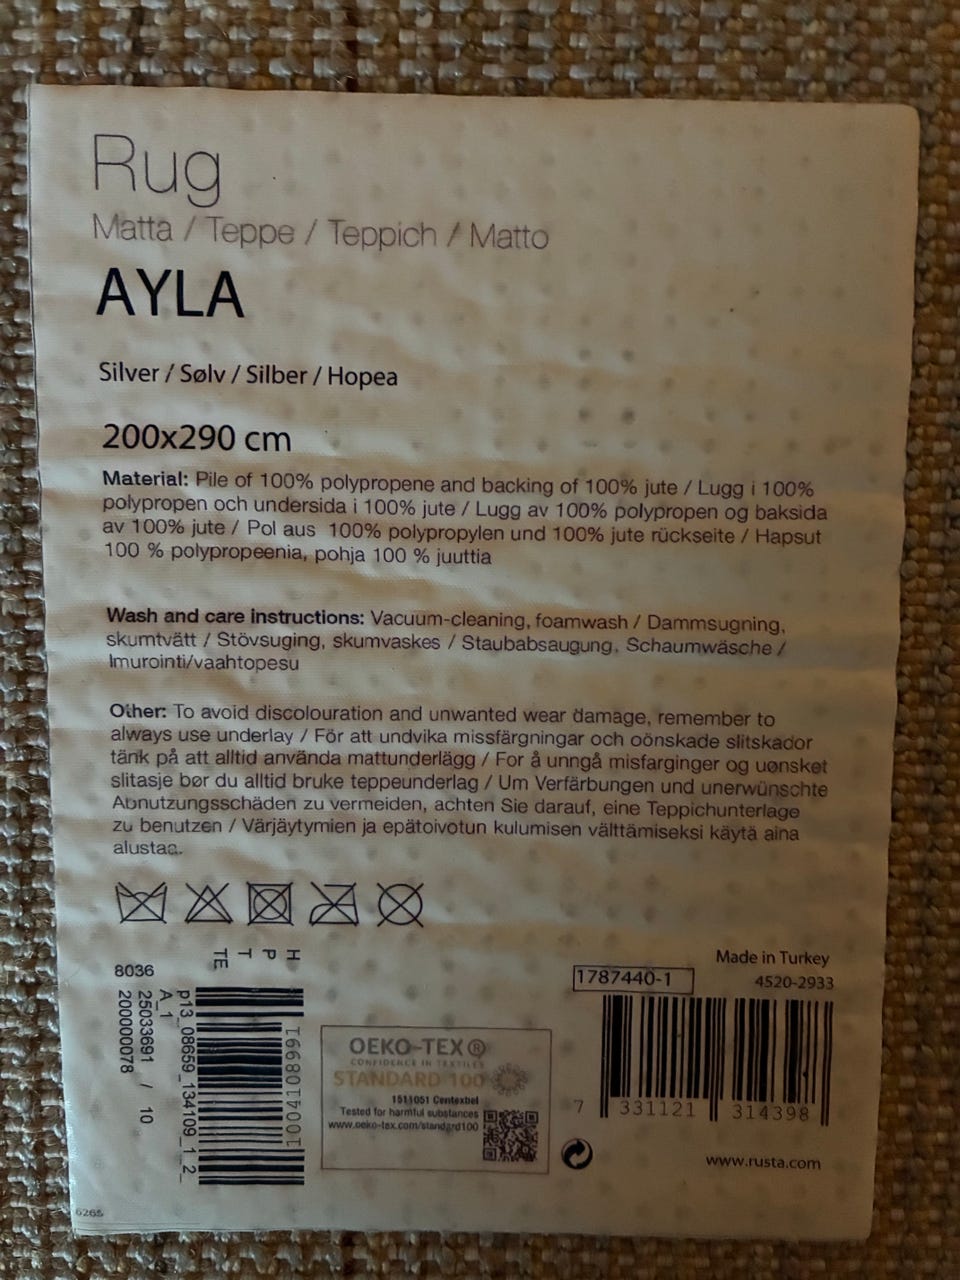 Rug
Matta / Teppe / Teppich / Matto
AYLA
Silver / Sølv / Silber / Hopea
200x290 cm
Material: Pile of 100% polypropene and backing of 100% jute / Lugg i 100%
polypropen och undersida i 100% jute / Lugg av 100% polypropen og baksida
av 100% jute / Pol aus 100% polypropylen und 100% jute rückseite / Hapsut
100 % polypropeenia, pohja 100 % juuttia
Wash and care instructions: Vacuum-cleaning, foamwash / Dammsugning,
skumtvätt / Stövsuging, skumvaskes / Staubabsaugung, Schaumwäsche /
Imurointi/vaahtopesu
Other: To avoid discolouration and unwanted wear damage, remember to
always use underlay / För att undvika missfärgningar och oönskade slitskador
tänk på att alltid använda mattunderlägg / For å unngå misfarginger og uønsket
slitasje bør du alltid bruke teppeunderlag / Um Verfärbungen und unerwünschte
Abnutzungsschäden zu vermeiden, achten Sie darauf, eine Teppichunterlage
zu benutzen / Värjäytymien ja epätoivotun kulumisen välttämiseksi käytä aina
alustaa.
H
P
T
TE
8036
1004108991
p13_08659_134109_1_2_
A_1
25033691 / 10
200000078
OEKO-TEX®
CONFIDENCE IN TEXTILES
STANDARD 100
1511051 Centexbel
Tested for harmful substances
www.oeko-tex.com/standard100
Made in Turkey
1787440-1
4520-2933
7 331121 314398
www.rusta.com
6265